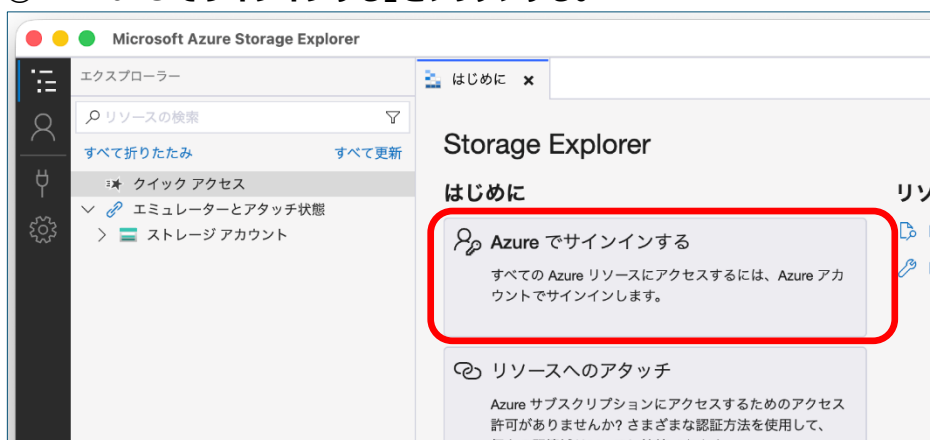 Microsoft Azure Storage Explorer
エクスプローラー
はじめに
リソースの検索
すべて折りたたみ
すべて更新
クイック アクセス
エミュレーターとアタッチ状態
ストレージ アカウント
Storage Explorer
はじめに
リソ
Azure でサインインする
すべての Azure リソースにアクセスするには、Azure アカ
ウントでサインインします。
リソースへのアタッチ
Azure サブスクリプションにアクセスするためのアクセス
許可がありませんか? さまざまな認証方法を使用して、